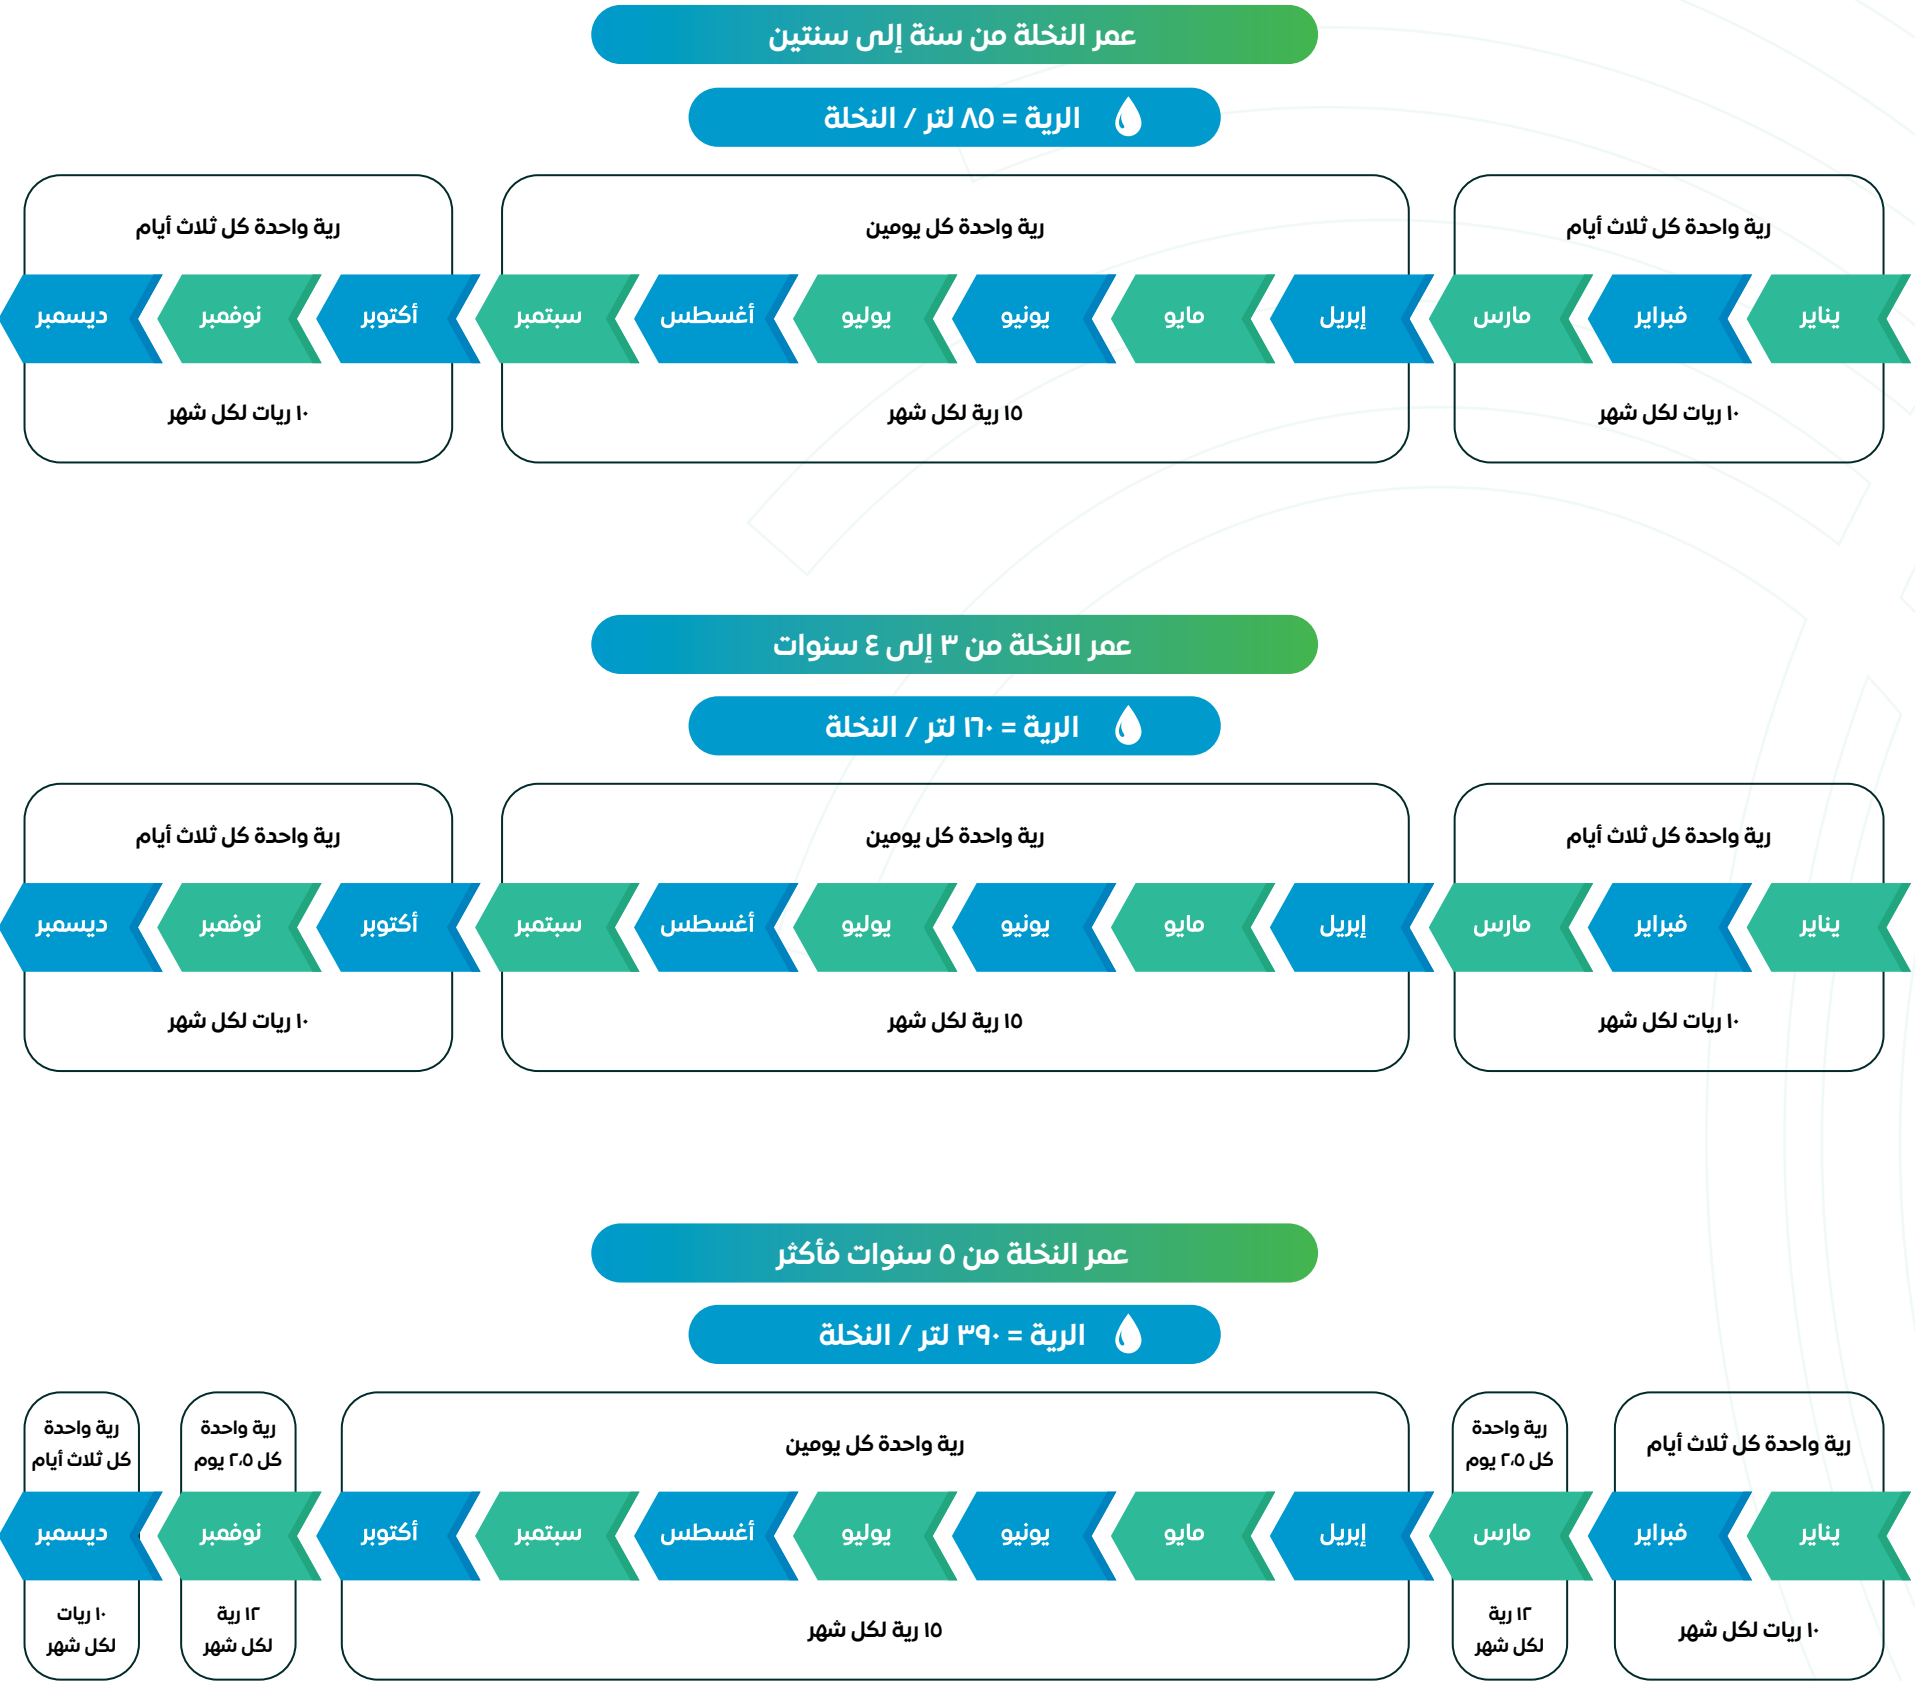 عمر النخلة من سنة إلى سنتين
الرية = ٨٥ لتر / النخلة
رية واحدة كل ثلاث أيام
رية واحدة كل يومين
رية واحدة كل ثلاث أيام
يناير
فبراير
مارس
إبريل
مايو
يونيو
يوليو
أغسطس
سبتمبر
أكتوبر
نوفمبر
ديسمبر
١٠ ريات لكل شهر
١٥ رية لكل شهر
١٠ ريات لكل شهر
عمر النخلة من ٣ إلى ٤ سنوات
الرية = ١٦٠ لتر / النخلة
رية واحدة كل ثلاث أيام
رية واحدة كل يومين
رية واحدة كل ثلاث أيام
يناير
فبراير
مارس
إبريل
مايو
يونيو
يوليو
أغسطس
سبتمبر
أكتوبر
نوفمبر
ديسمبر
١٠ ريات لكل شهر
١٥ رية لكل شهر
١٠ ريات لكل شهر
عمر النخلة من ٥ سنوات فأكثر
الرية = ٣٩٠ لتر / النخلة
رية واحدة كل ثلاث أيام
رية واحدة
كل ٢،٥ يوم
رية واحدة كل يومين
رية واحدة
كل ٢،٥ يوم
رية واحدة
كل ثلاث أيام
يناير
فبراير
مارس
إبريل
مايو
يونيو
يوليو
أغسطس
سبتمبر
أكتوبر
نوفمبر
ديسمبر
١٠ ريات لكل شهر
١٢ رية
لكل شهر
١٥ رية لكل شهر
١٢ رية
لكل شهر
١٠ ريات
لكل شهر